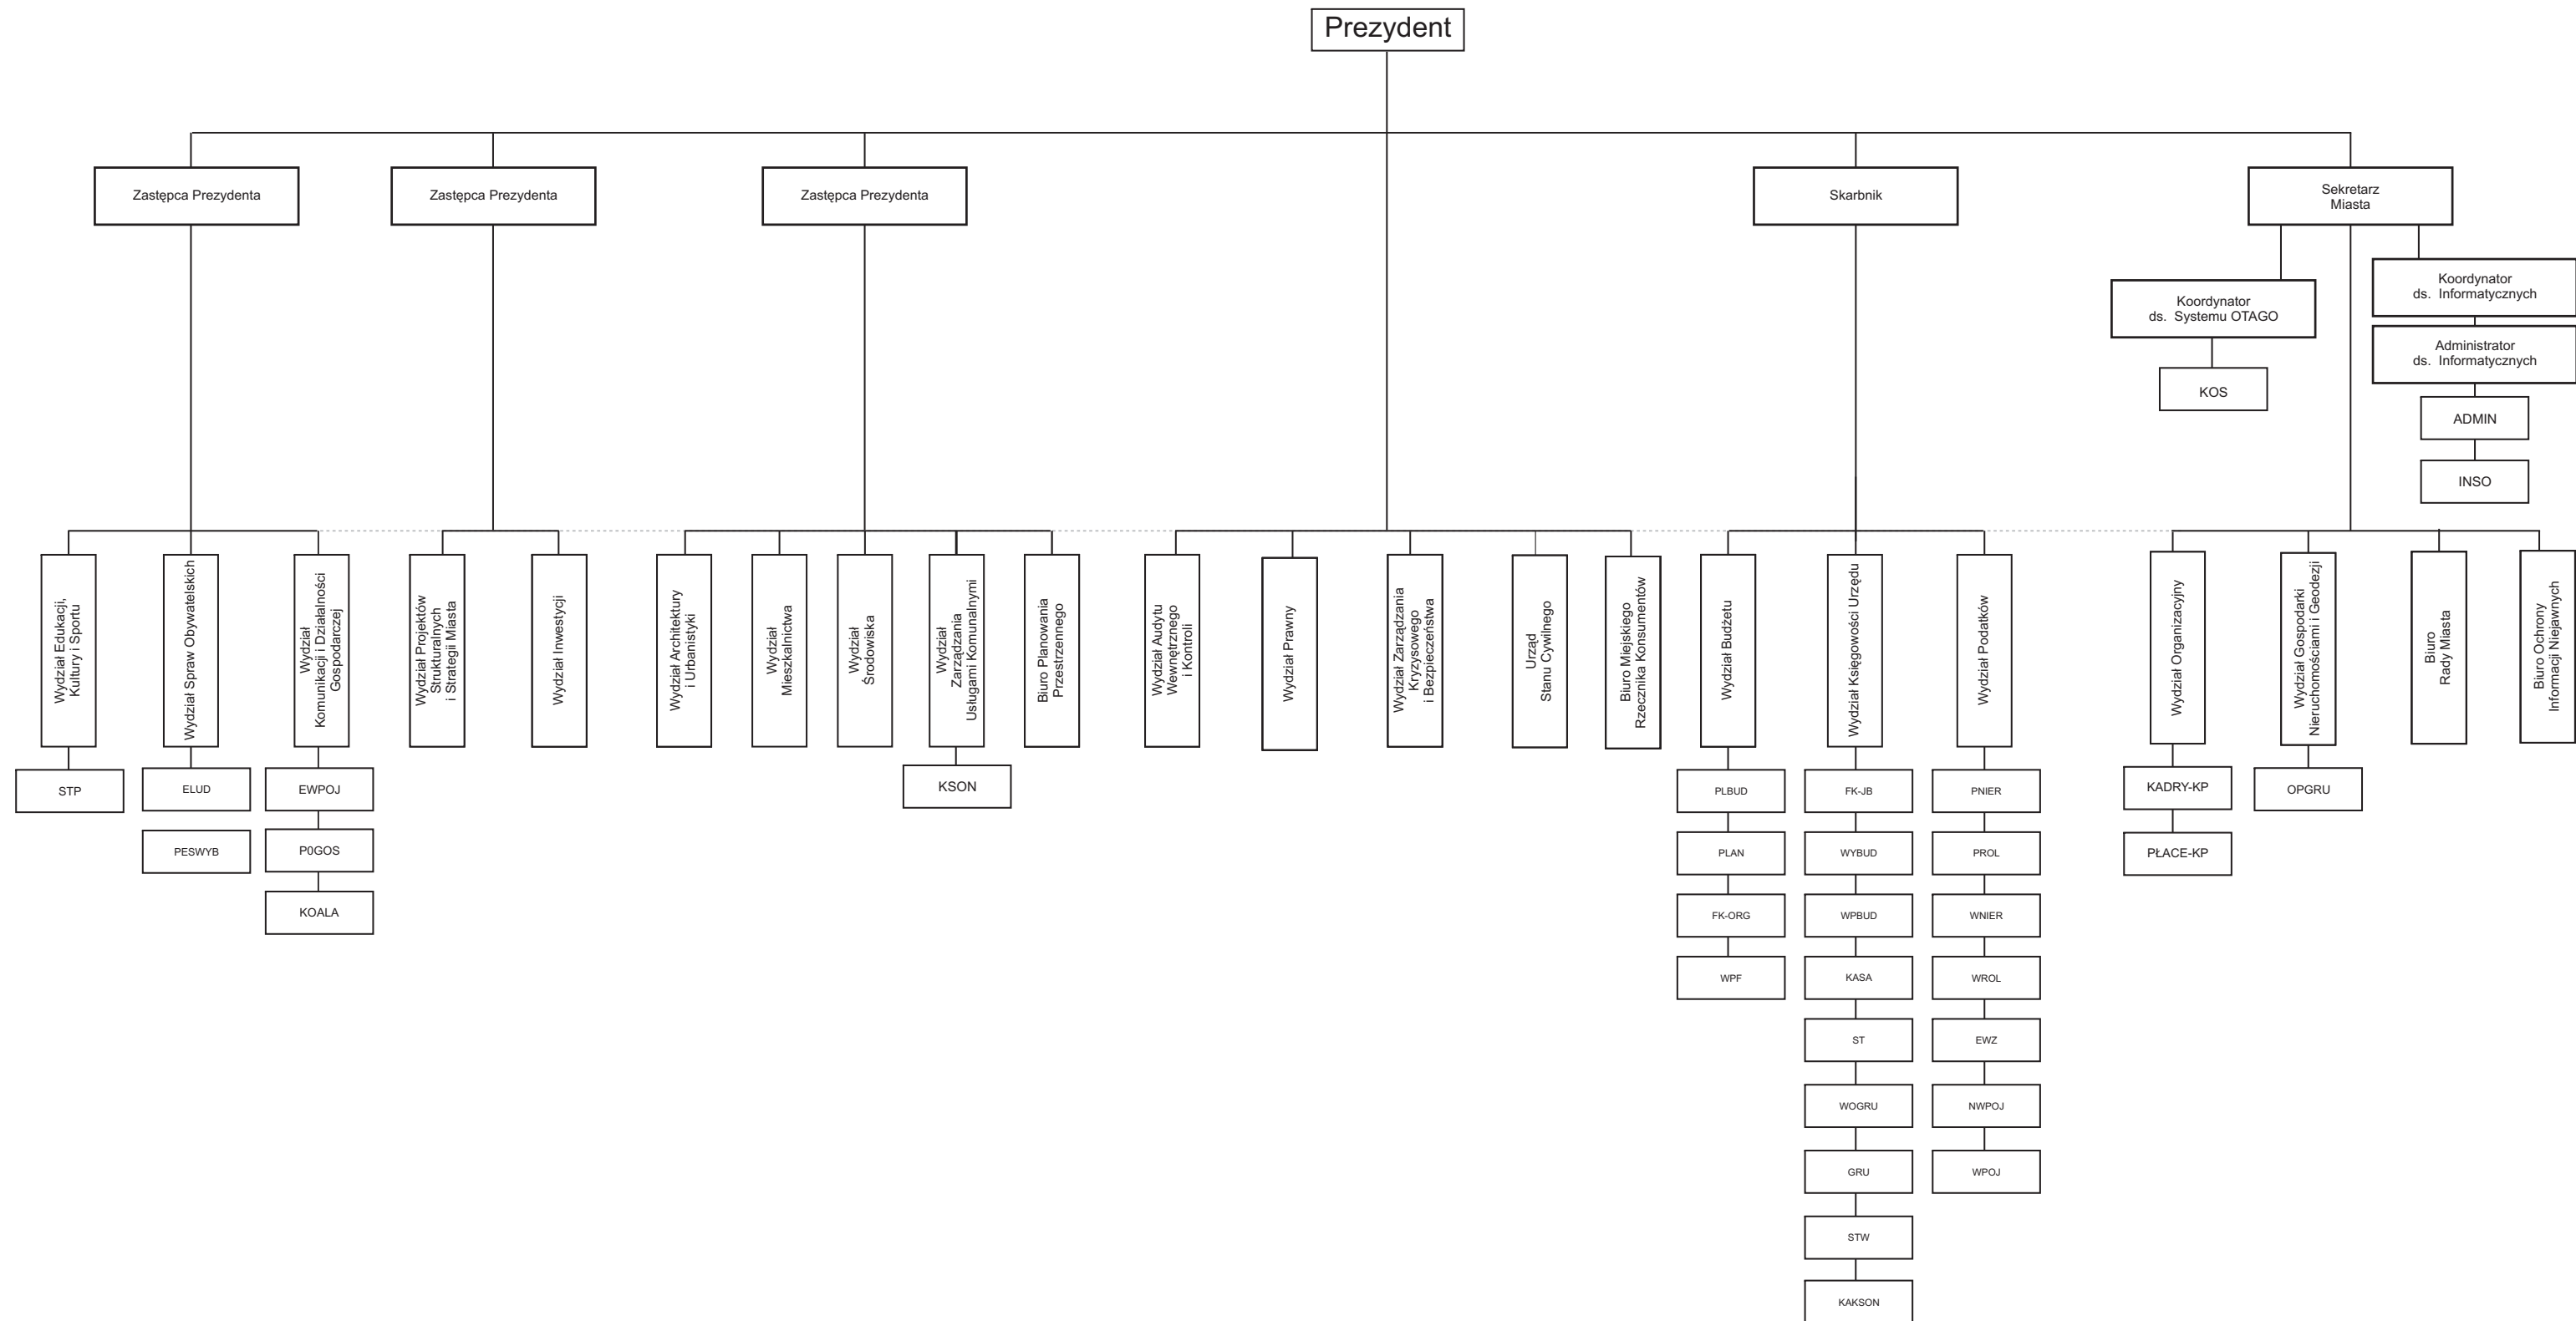 Prezydent
Zastępca Prezydenta
Zastępca Prezydenta
Zastępca Prezydenta
Skarbnik
Sekretarz
Miasta
Koordynator
ds. Systemu OTAGO
KOS
Koordynator
ds. Informatycznych
Administrator
ds. Informatycznych
ADMIN
INSO
Wydział Edukacji,
Kultury i Sportu
Wydział Spraw Obywatelskich
Wydział
Komunikacji i Działalności
Gospodarczej
Wydział Projektów
Strukturalnych
i Strategii Miasta
Wydział Inwestycji
Wydział Architektury
i Urbanistyki
Wydział
Mieszkalnictwa
Wydział
Środowiska
Wydział
Zarządzania
Usługami Komunalnymi
Biuro Planowania
Przestrzennego
Wydział Audytu
Wewnętrznego
i Kontroli
Wydział Prawny
Wydział Zarządzania
Kryzysowego
i Bezpieczeństwa
Urząd
Stanu Cywilnego
Biuro Miejskiego
Rzecznika Konsumentów
Wydział Budżetu
Wydział Księgowości Urzędu
Wydział Podatków
Wydział Organizacyjny
Wydział Gospodarki
Nieruchomościami i Geodezji
Biuro
Rady Miasta
Biuro Ochrony
Informacji Niejawnych
STP
ELUD
PESWYB
EWPOJ
P0GOS
KOALA
KSON
PLBUD
PLAN
FK-ORG
WPF
FK-JB
WYBUD
WPBUD
KASA
ST
WOGRU
GRU
STW
KAKSON
PNIER
PROL
WNIER
WROL
EWZ
NWPOJ
WPOJ
KADRY-KP
PŁACE-KP
OPGRU